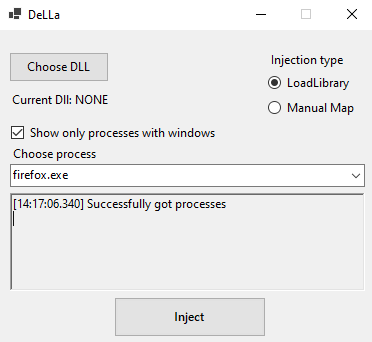 DeLLa
Injection type
Choose DLL
LoadLibrary
Current Dll: NONE
Manual Map
Show only processes with windows
Choose process
firefox.exe
[14:17:06.340] Successfully got processes
Inject